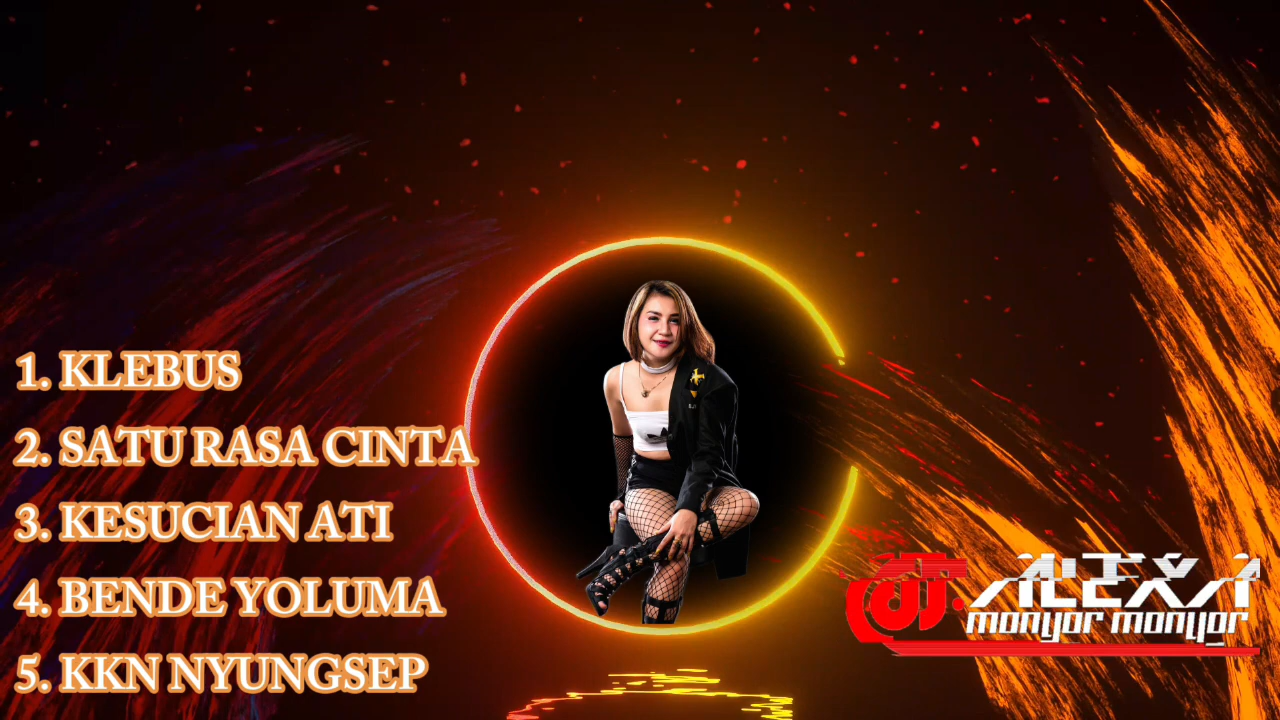 1. KLEBUS
2. SATU RASA CINTA
3. KESUCIAN ATI
4. BENDE YOLUMA
5. KKN NYUNGSEP
ALEXA
monyor monyor